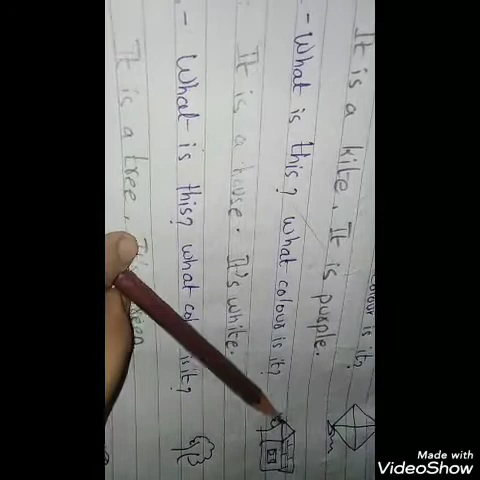 colour is it?
It is a kite. It is purple.
- What is this? what colour is it?
It is a house. It's white.
- What is this? what col is it?
It is a tree,
Made with
VideoShow